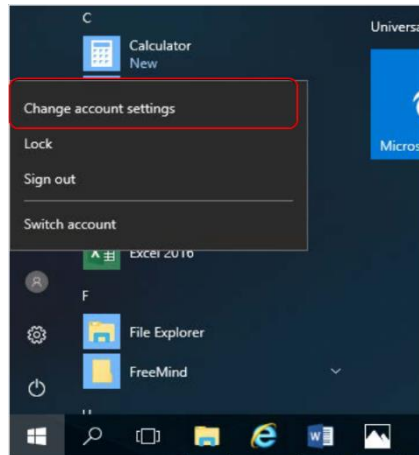 C
Universa
Calculator
New
Change account settings
Micros
Lock
Sign out
Switch account
Excel 2016
F
File Explorer
FreeMind